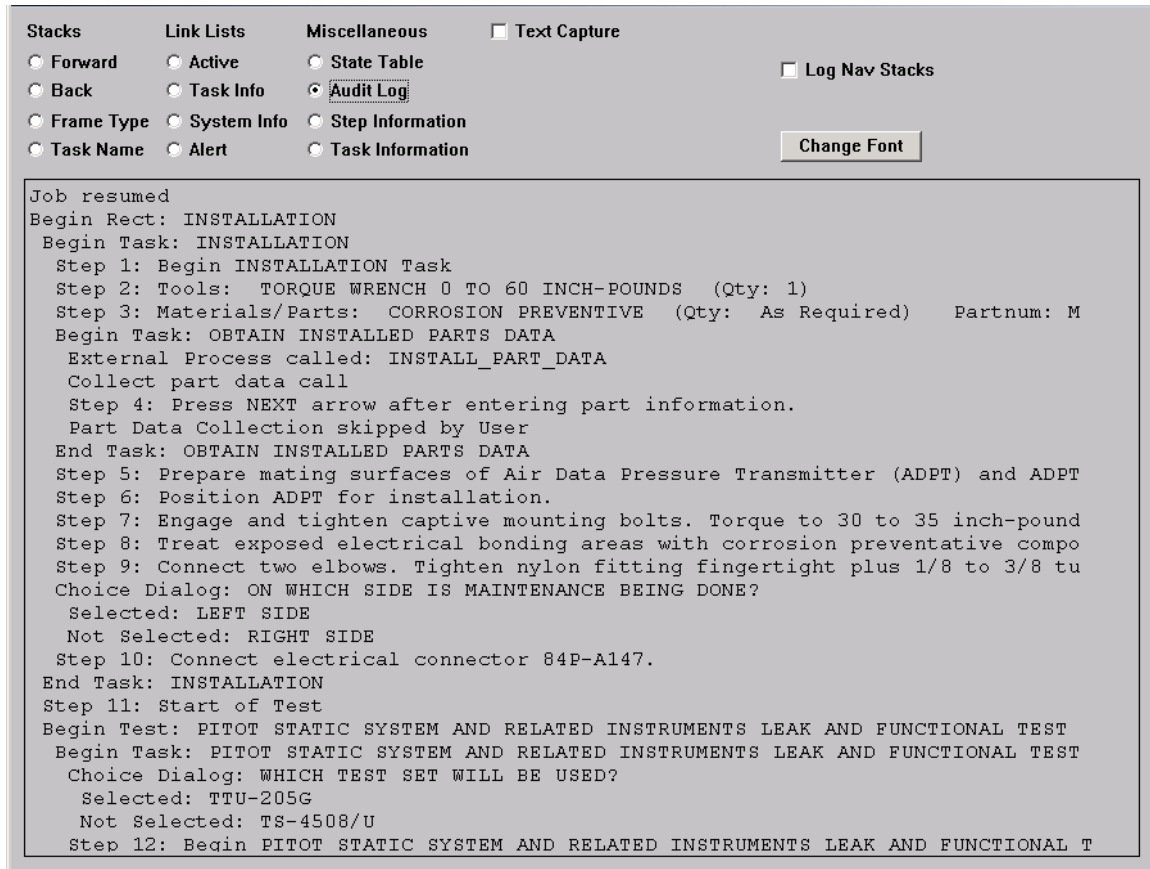 Stacks Link Lists Miscellaneous Text Capture
Forward Active State Table Log Nav Stacks
Back Task Info Audit Log
Frame Type System Info Step Information
Task Name Alert Task Information Change Font
Job resumed
Begin Rect: INSTALLATION
Begin Task: INSTALLATION
Step 1: Begin INSTALLATION Task
Step 2: Tools: TORQUE WRENCH 0 TO 60 INCH-POUNDS (Qty: 1)
Step 3: Materials/Parts: CORROSION PREVENTIVE (Qty: As Required) Partnum: M
Begin Task: OBTAIN INSTALLED PARTS DATA
External Process called: INSTALL_PART_DATA
Collect part data call
Step 4: Press NEXT arrow after entering part information.
Part Data Collection skipped by User
End Task: OBTAIN INSTALLED PARTS DATA
Step 5: Prepare mating surfaces of Air Data Pressure Transmitter (ADPT) and ADPT
Step 6: Position ADPT for installation.
Step 7: Engage and tighten captive mounting bolts. Torque to 30 to 35 inch-pound
Step 8: Treat exposed electrical bonding areas with corrosion preventative compo
Step 9: Connect two elbows. Tighten nylon fitting fingertight plus 1/8 to 3/8 tu
Choice Dialog: ON WHICH SIDE IS MAINTENANCE BEING DONE?
Selected: LEFT SIDE
Not Selected: RIGHT SIDE
Step 10: Connect electrical connector 84P-A147.
End Task: INSTALLATION
Step 11: Start of Test
Begin Test: PITOT STATIC SYSTEM AND RELATED INSTRUMENTS LEAK AND FUNCTIONAL TEST
Begin Task: PITOT STATIC SYSTEM AND RELATED INSTRUMENTS LEAK AND FUNCTIONAL TEST
Choice Dialog: WHICH TEST SET WILL BE USED?
Selected: TTU-205G
Not Selected: TS-4508/U
Step 12: Begin PITOT STATIC SYSTEM AND RELATED INSTRUMENTS LEAK AND FUNCTIONAL T